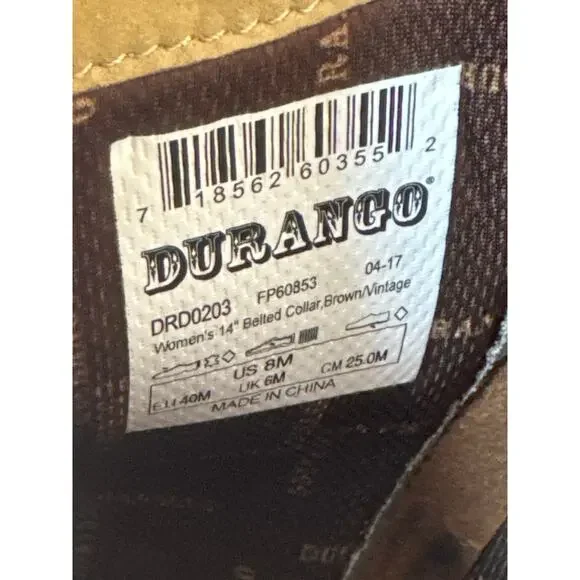 7 18562 60355 2
DURANGO®
DRD0203 FP60853 04-17
Women's 14" Belted Collar,Brown/Vintage
EU 40M US 8M UK 6M CM 25.0M
MADE IN CHINA